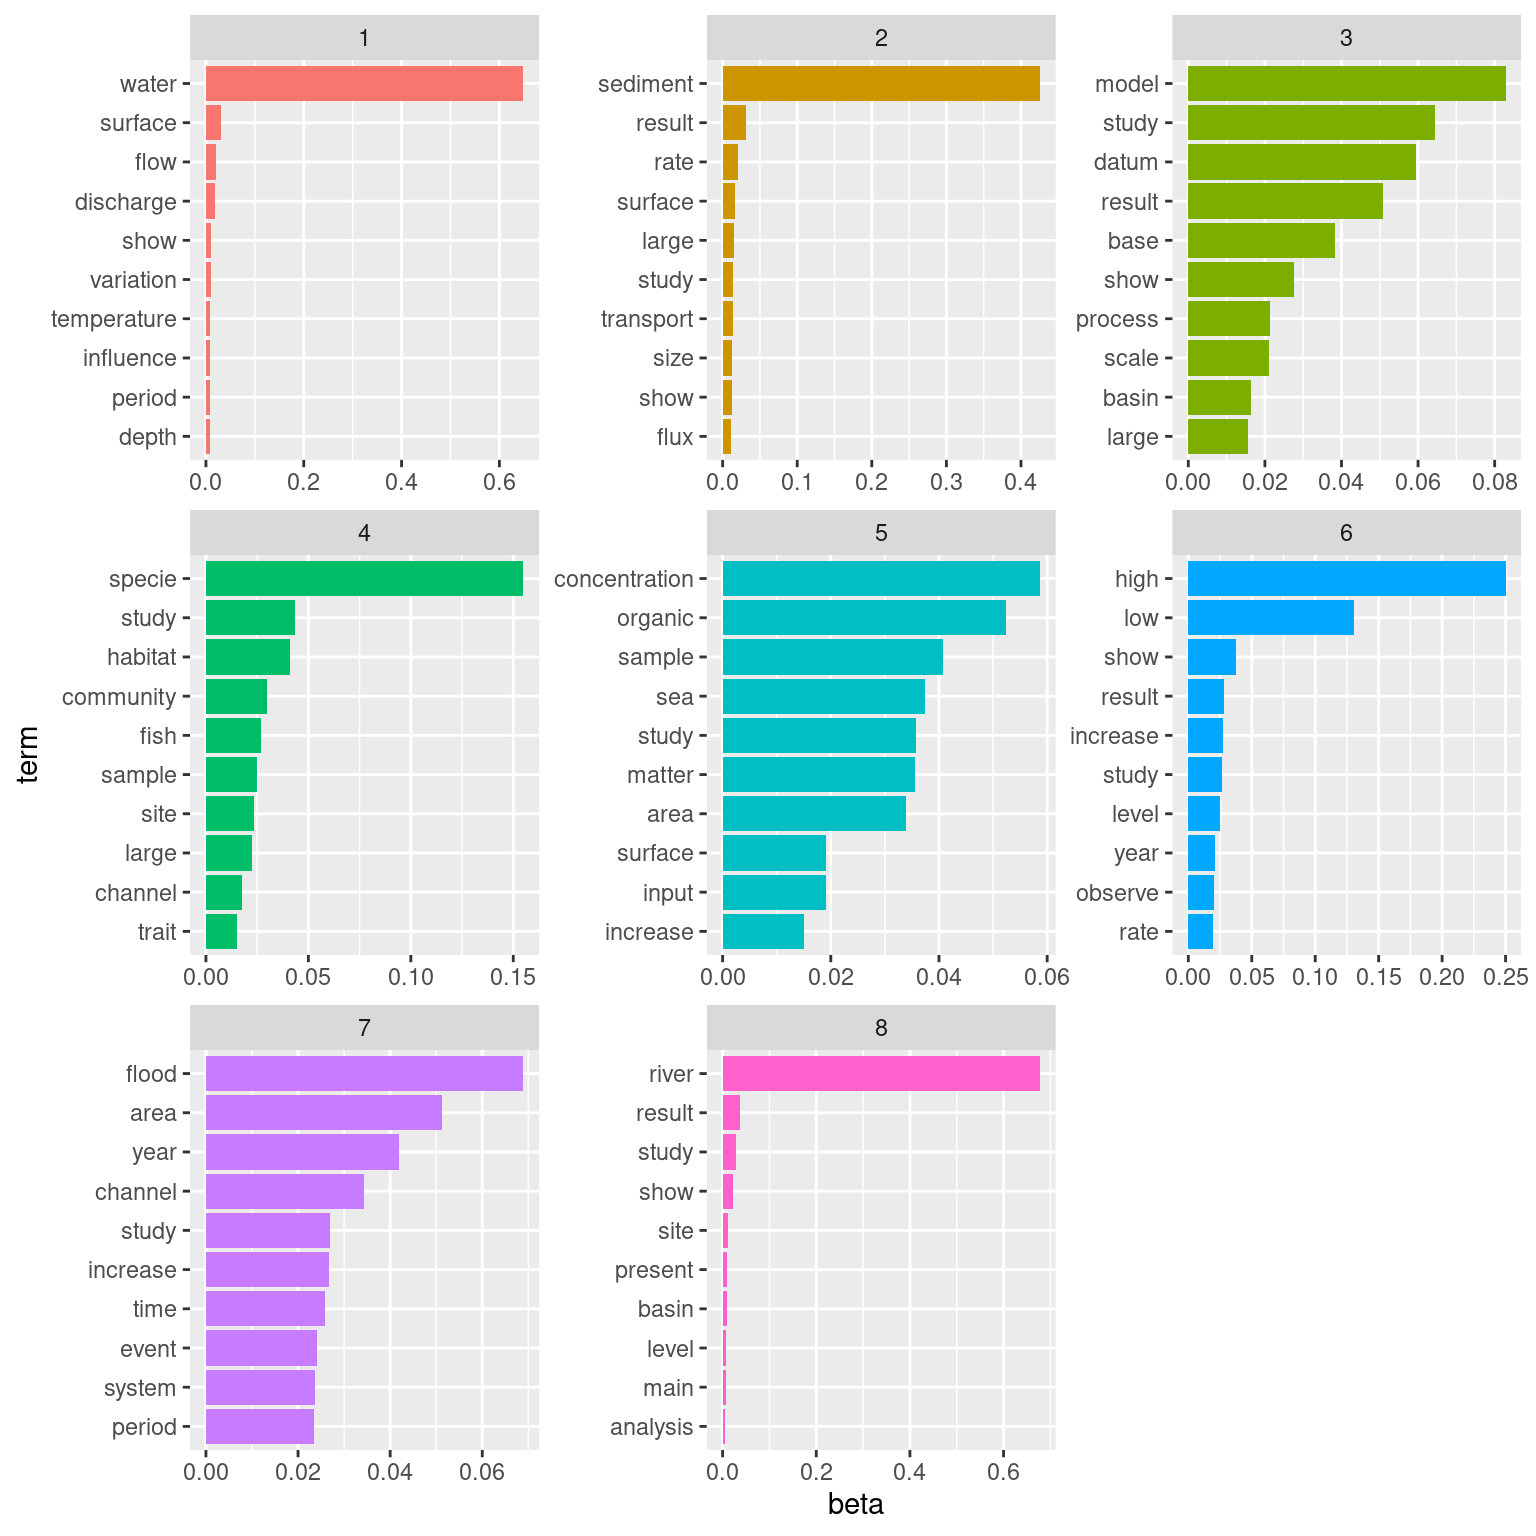 1
water
surface
flow
discharge
show
variation
temperature
influence
period
depth
0.0 0.2 0.4 0.6
2
sediment
result
rate
surface
large
study
transport
size
show
flux
0.0 0.1 0.2 0.3 0.4
3
model
study
datum
result
base
show
process
scale
basin
large
0.00 0.02 0.04 0.06 0.08
term
4
specie
study
habitat
community
fish
sample
site
large
channel
trait
0.00 0.05 0.10 0.15
5
concentration
organic
sample
sea
study
matter
area
surface
input
increase
0.00 0.02 0.04 0.06
6
high
low
show
result
increase
study
level
year
observe
rate
0.00 0.05 0.10 0.15 0.20 0.25
7
flood
area
year
channel
study
increase
time
event
system
period
0.00 0.02 0.04 0.06
8
river
result
study
show
site
present
basin
level
main
analysis
0.0 0.2 0.4 0.6
beta